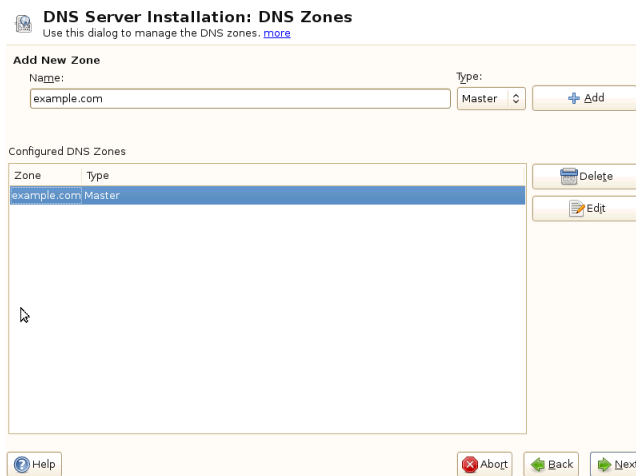 DNS Server Installation: DNS Zones
Use this dialog to manage the DNS zones. more
Add New Zone
Name: Type:
example.com Master Add
Configured DNS Zones
Zone Type Delete
example.com Master
Edit
Help Abort Back Next